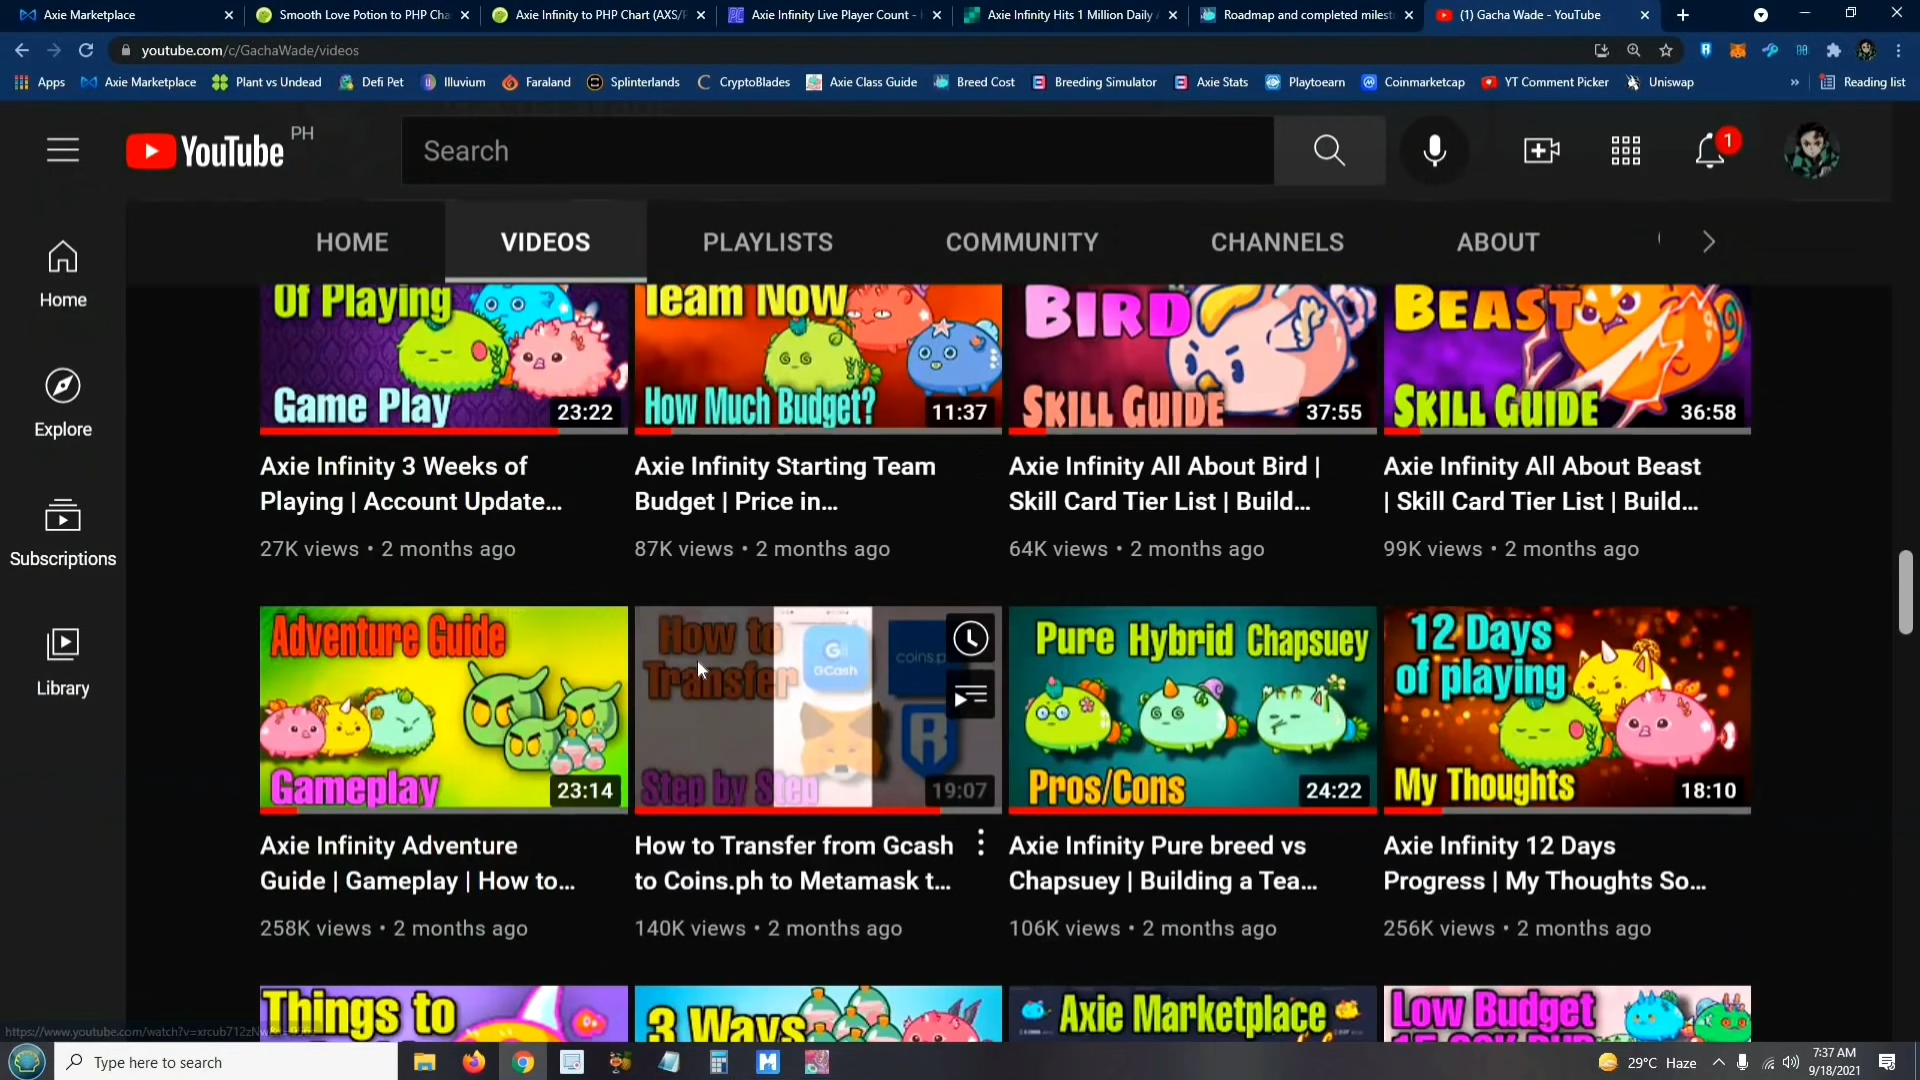 Axie Marketplace
Smooth Love Potion to PHP Cha
Axie Infinity to PHP Chart (AXS/P
Axie Infinity Live Player Count -
Axie Infinity Hits 1 Million Daily
Roadmap and completed milest
(1) Gacha Wade - YouTube
youtube.com/c/GachaWade/videos
Apps
Axie Marketplace
Plant vs Undead
Defi Pet
Illuvium
Faraland
Splinterlands
CryptoBlades
Axie Class Guide
Breed Cost
Breeding Simulator
Axie Stats
Playtoearn
Coinmarketcap
YT Comment Picker
Uniswap
»
Reading list
YouTube PH
Search
1
HOME
VIDEOS
PLAYLISTS
COMMUNITY
CHANNELS
ABOUT
Home
Explore
Subscriptions
Library
Of Playing
Game Play
23:22
Team Now
How Much Budget?
11:37
BIRD
SKILL GUIDE
37:55
BEAST
SKILL GUIDE
36:58
Axie Infinity 3 Weeks of
Playing | Account Update...
27K views • 2 months ago
Axie Infinity Starting Team
Budget | Price in...
87K views • 2 months ago
Axie Infinity All About Bird |
Skill Card Tier List | Build...
64K views • 2 months ago
Axie Infinity All About Beast
| Skill Card Tier List | Build...
99K views • 2 months ago
Adventure Guide
Gameplay
23:14
How to
Transfer
GCash
coins.p
Step by Step
19:07
Pure Hybrid Chapsuey
Pros/Cons
24:22
12 Days
of playing
My Thoughts
18:10
Axie Infinity Adventure
Guide | Gameplay | How to...
258K views • 2 months ago
How to Transfer from Gcash
to Coins.ph to Metamask t...
140K views • 2 months ago
Axie Infinity Pure breed vs
Chapsuey | Building a Tea...
106K views • 2 months ago
Axie Infinity 12 Days
Progress | My Thoughts So...
256K views • 2 months ago
Things to
3 Ways
Axie Marketplace
Low Budget
Type here to search
29°C Haze
7:37 AM
9/18/2021